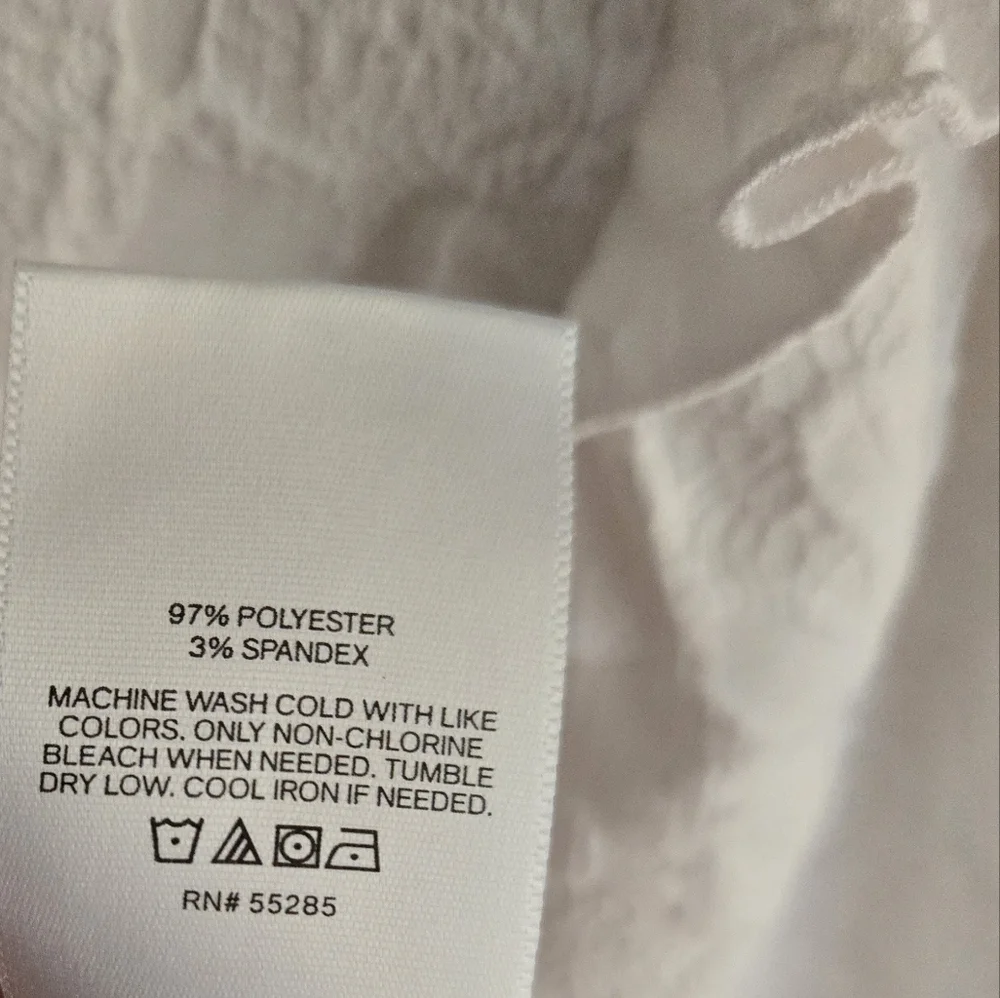 97% POLYESTER
3% SPANDEX
MACHINE WASH COLD WITH LIKE
COLORS. ONLY NON-CHLORINE
BLEACH WHEN NEEDED. TUMBLE
DRY LOW. COOL IRON IF NEEDED.
RN# 55285